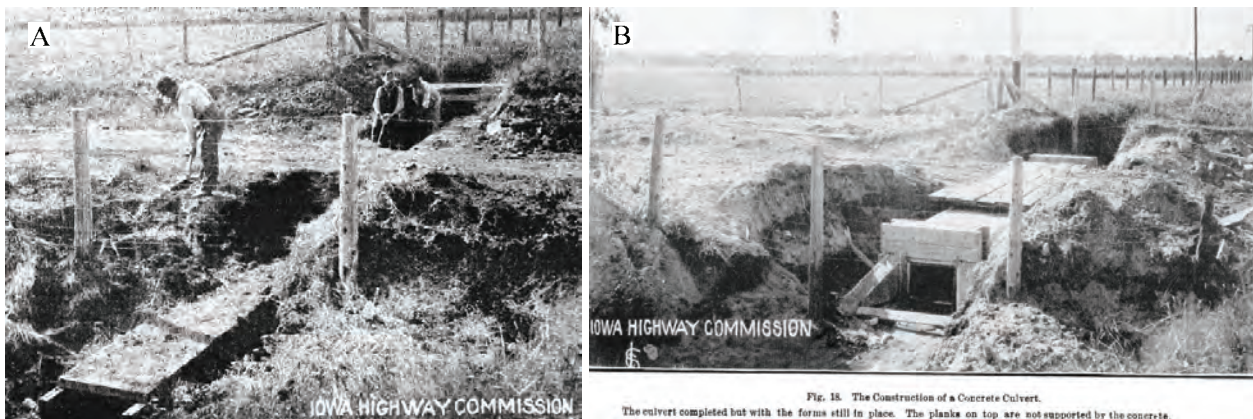 A
IOWA HIGHWAY COMMISSION
B
IOWA HIGHWAY COMMISSION
Fig. 18. The Construction of a Concrete Culvert.
The culvert completed but with the forms still in place. The planks on top are not supported by the concrete.